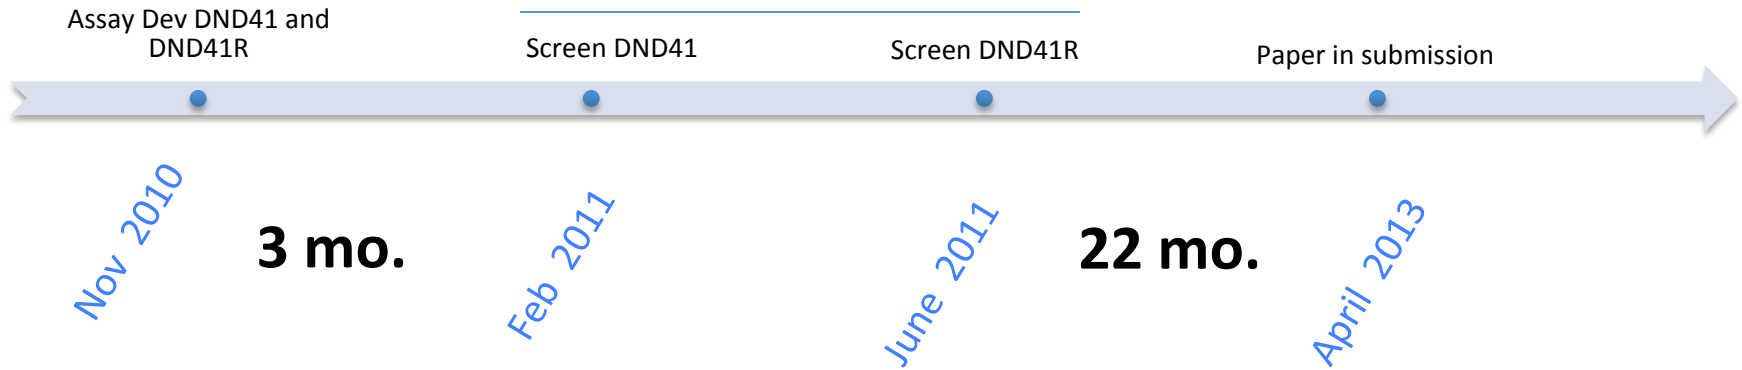 Assay Dev DND41 and
DND41R
Screen DND41
Screen DND41R
Paper in submission
Nov 2010
3 mo.
Feb 2011
June 2011
22 mo.
April 2013